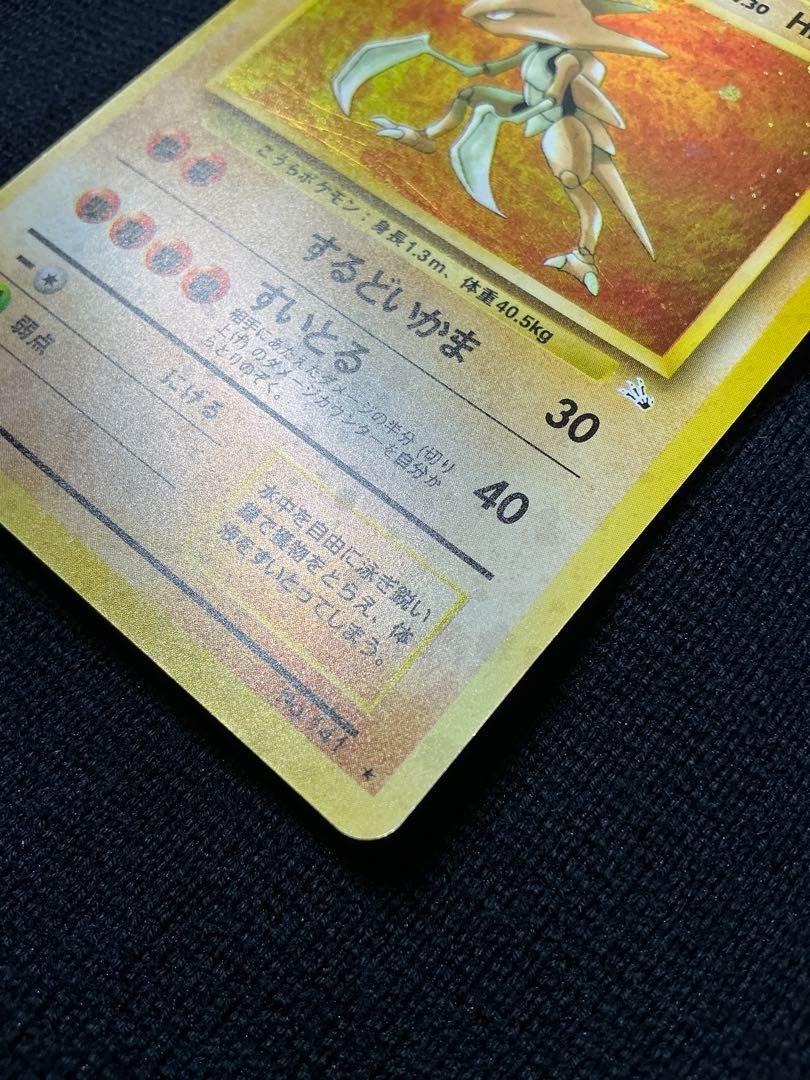 .30
こうらポケモン：身長1.3m、体重40.5kg
するどいかま 30
すいとる 40
相手にあたえたダメージの半分（切り
上げ）のダメージカウンターを自分か
らとりのぞく。
弱点
にげる
水中を自由に泳ぎ鋭い
鎌で獲物をとらえ、体
液をすいとってしまう。
No.141
★